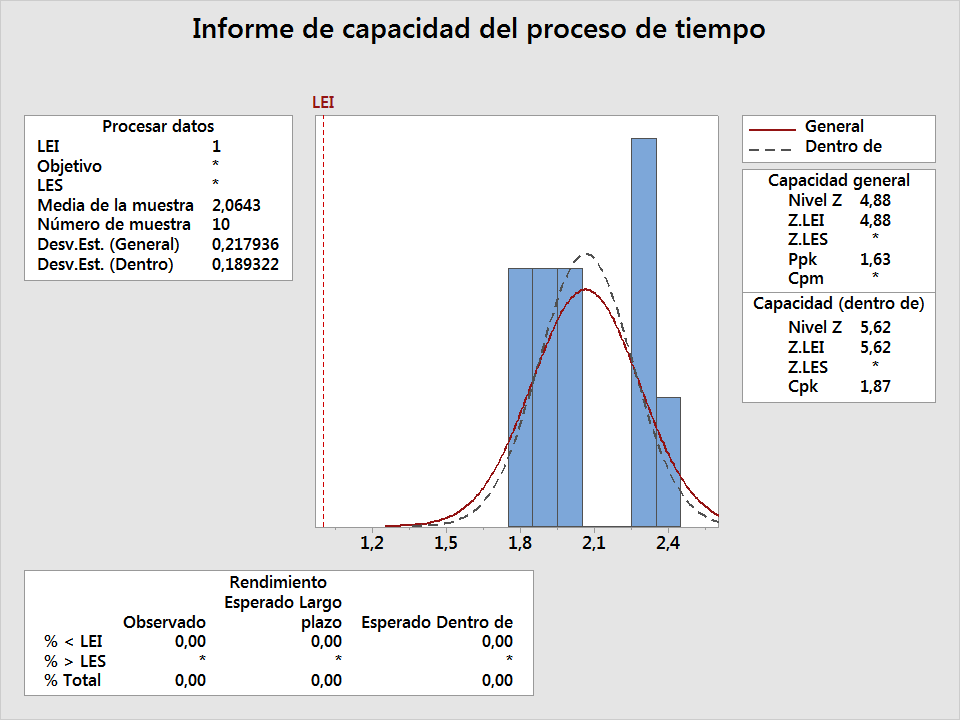 Informe de capacidad del proceso de tiempo
LEI
Procesar datos
LEI 1
Objetivo *
LES *
Media de la muestra 2,0643
Número de muestra 10
Desv.Est. (General) 0,217936
Desv.Est. (Dentro) 0,189322
General
Dentro de
Capacidad general
Nivel Z 4,88
Z.LEI 4,88
Z.LES *
Ppk 1,63
Cpm *
Capacidad (dentro de)
Nivel Z 5,62
Z.LEI 5,62
Z.LES *
Cpk 1,87
1,2 1,5 1,8 2,1 2,4
Rendimiento
Esperado Largo
Observado plazo Esperado Dentro de
% < LEI 0,00 0,00 0,00
% > LES * * *
% Total 0,00 0,00 0,00